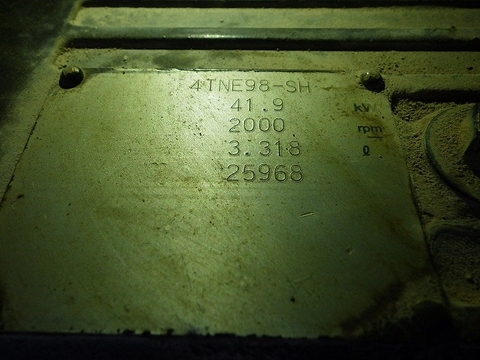 4TNE98-SH
41.9 kW
2000 rpm
3.318 ℓ
25968